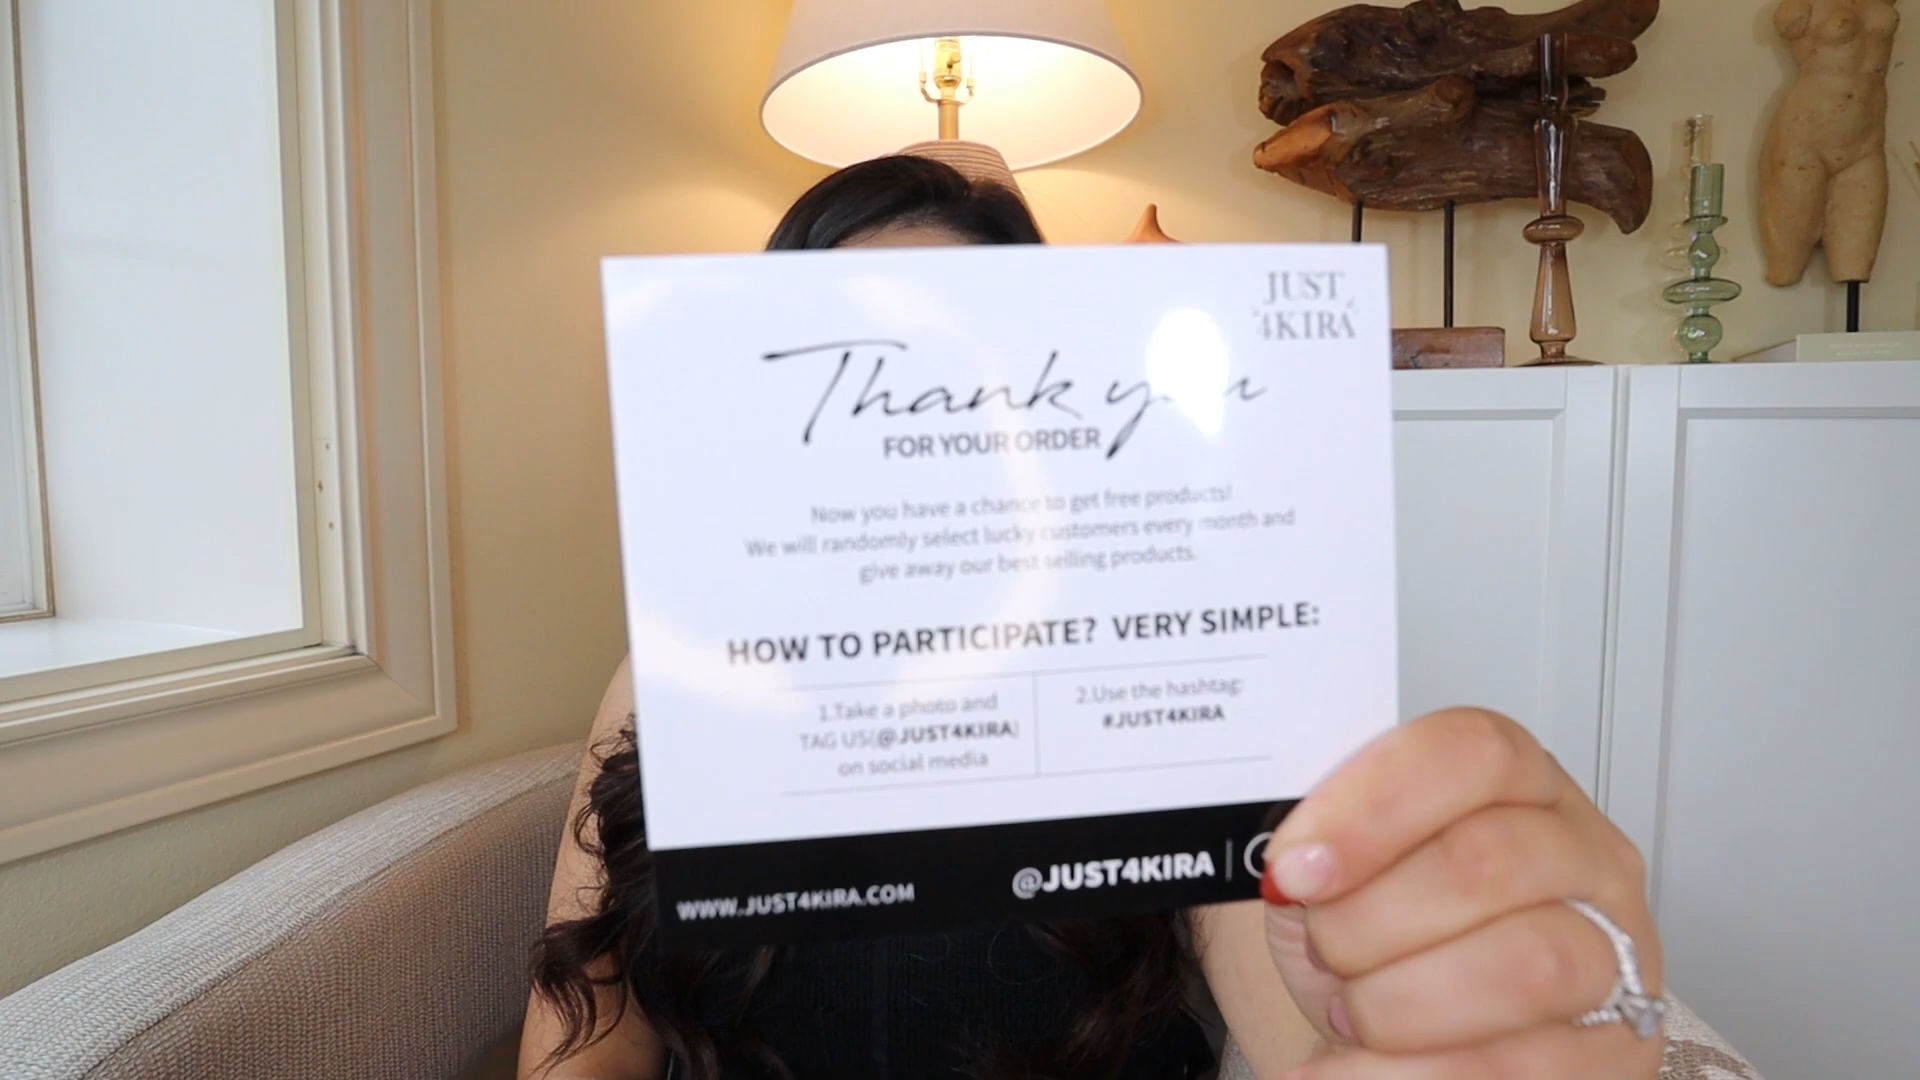 JUST
4KIRA
Thank you
FOR YOUR ORDER
Now you have a chance to get free products!
We will randomly select lucky customers every month and
give away our best selling products.
HOW TO PARTICIPATE? VERY SIMPLE:
1.Take a photo and
TAG US(@JUST4KIRA)
on social media
2.Use the hashtag:
#JUST4KIRA
WWW.JUST4KIRA.COM
@JUST4KIRA